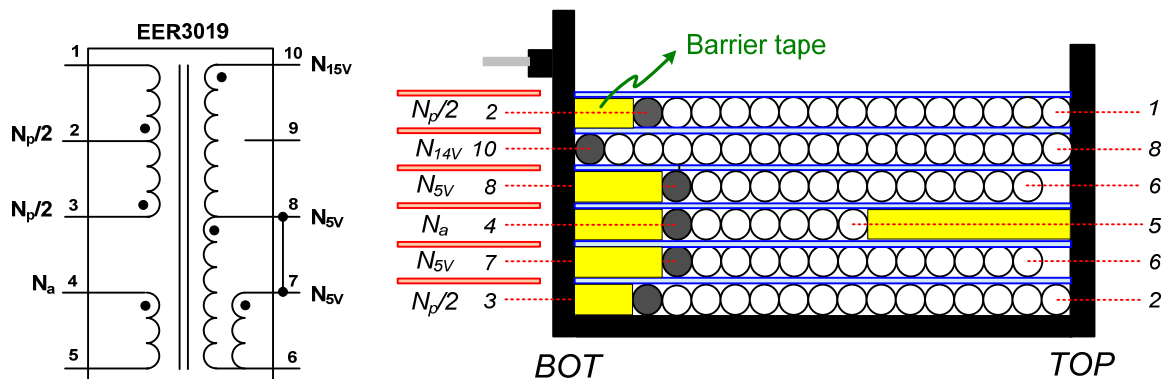 EER3019
1 10 N15V
9
Np/2 2
Np/2 3 8 N5V
Na 4 7 N5V
5 6
Barrier tape
Np/2 2 1
N14V 10 8
N5V 8 6
Na 4 5
N5V 7 6
Np/2 3 2
BOT TOP